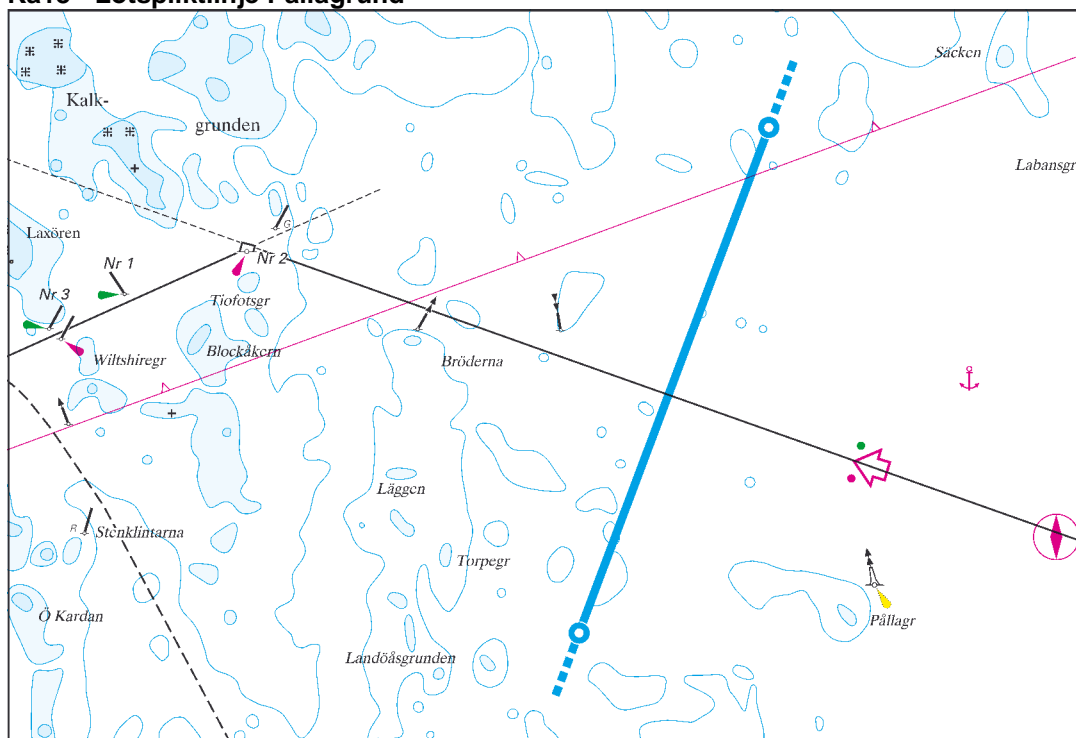 Säcken
Kalk-
grunden
Labansgr
G
Laxören
Nr 2
Nr 1
Nr 3
Tiofotsgr
Blockåkern
Wiltshiregr
Bröderna
Läggen
R
Stenklintarna
Torpegr
Ö Kardan
Pållagr
Landöåsgrunden